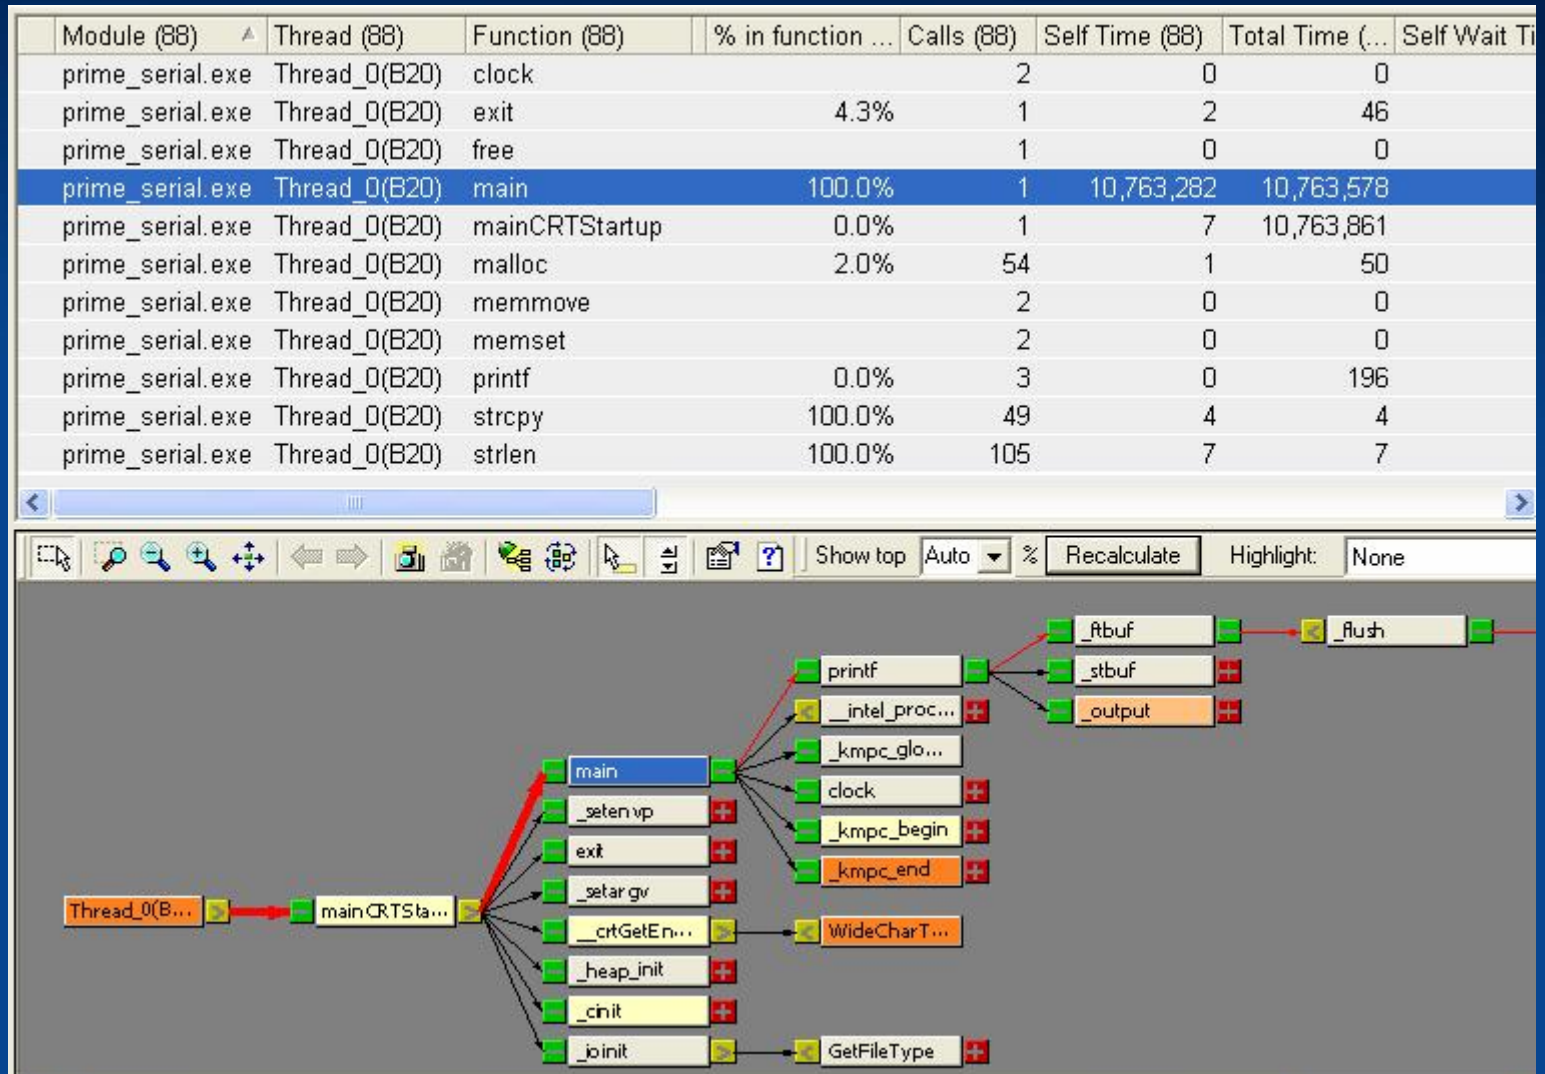 Module (88) Thread (88) Function (88) % in function ... Calls (88) Self Time (88) Total Time (... Self Wait Ti
prime_serial.exe Thread_0(B20) clock 2 0 0
prime_serial.exe Thread_0(B20) exit 4.3% 1 2 46
prime_serial.exe Thread_0(B20) free 1 0 0
prime_serial.exe Thread_0(B20) main 100.0% 1 10,763,282 10,763,578
prime_serial.exe Thread_0(B20) mainCRTStartup 0.0% 1 7 10,763,861
prime_serial.exe Thread_0(B20) malloc 2.0% 54 1 50
prime_serial.exe Thread_0(B20) memmove 2 0 0
prime_serial.exe Thread_0(B20) memset 2 0 0
prime_serial.exe Thread_0(B20) printf 0.0% 3 0 196
prime_serial.exe Thread_0(B20) strcpy 100.0% 49 4 4
prime_serial.exe Thread_0(B20) strlen 100.0% 105 7 7
Show top Auto % Recalculate Highlight: None
_ftbuf _flush
printf _stbuf
__intel_proc... _output
_kmpc_glo...
main
clock
_setenvp
_kmpc_begin
exit
_kmpc_end
_setargv
Thread_0(B... mainCRTSta...
__crtGetEn... WideCharT...
_heap_init
_cinit
_ioinit GetFileType